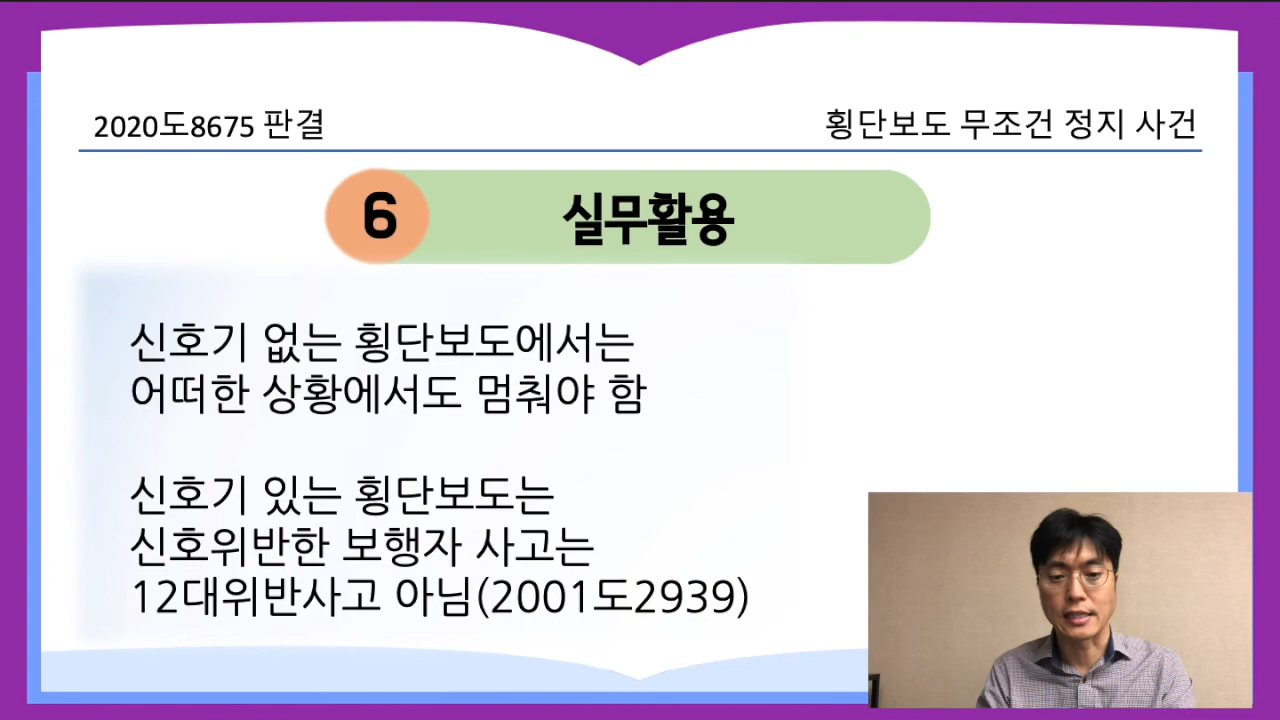 2020도8675 판결
횡단보도 무조건 정지 사건
6
실무활용
신호기 없는 횡단보도에서는
어떠한 상황에서도 멈춰야 함
신호기 있는 횡단보도는
신호위반한 보행자 사고는
12대위반사고 아님(2001도2939)